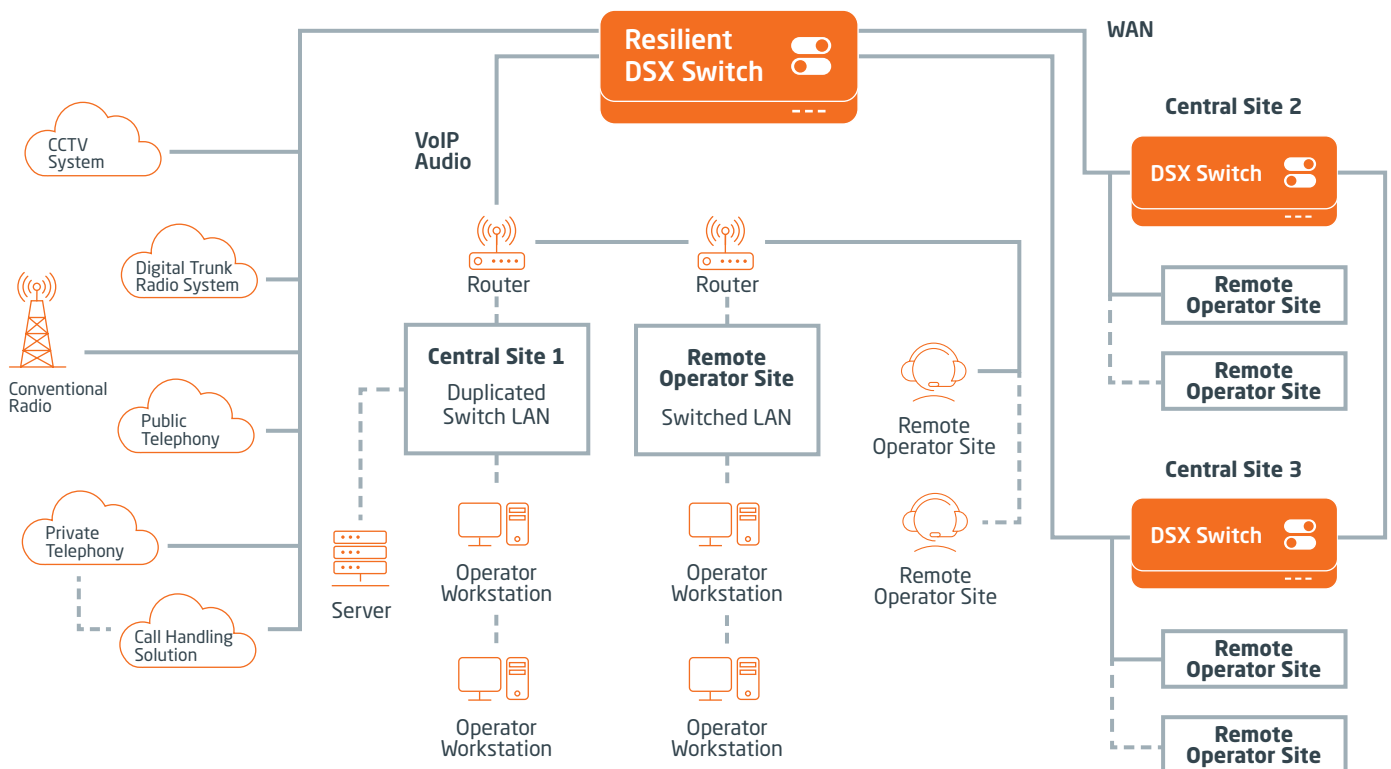 Resilient
DSX Switch
WAN
VoIP
Audio
CCTV
System
Digital Trunk
Radio System
Conventional
Radio
Public
Telephony
Private
Telephony
Call Handling
Solution
Router
Central Site 1
Duplicated
Switch LAN
Server
Operator
Workstation
Operator
Workstation
Router
Remote
Operator Site
Switched LAN
Operator
Workstation
Operator
Workstation
Remote
Operator Site
Remote
Operator Site
Central Site 2
DSX Switch
Remote
Operator Site
Remote
Operator Site
Central Site 3
DSX Switch
Remote
Operator Site
Remote
Operator Site